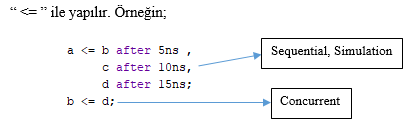 “ <= ” ile yapılır. Örneğin;
a <= b after 5ns ,
c after 10ns,
d after 15ns;
b <= d;
Sequential, Simulation
Concurrent